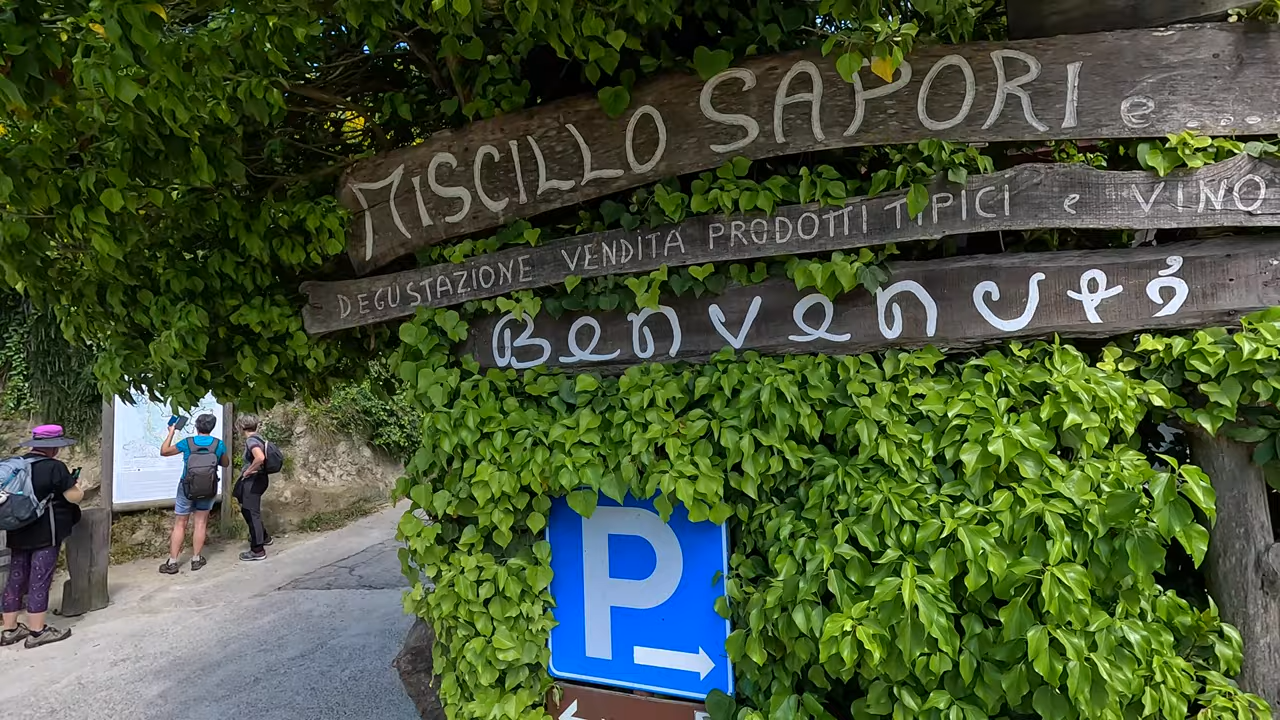 MISCILLO SAPORI e....
DEGUSTAZIONE VENDITA PRODOTTI TIPICI e VINO
Benvenuti
P